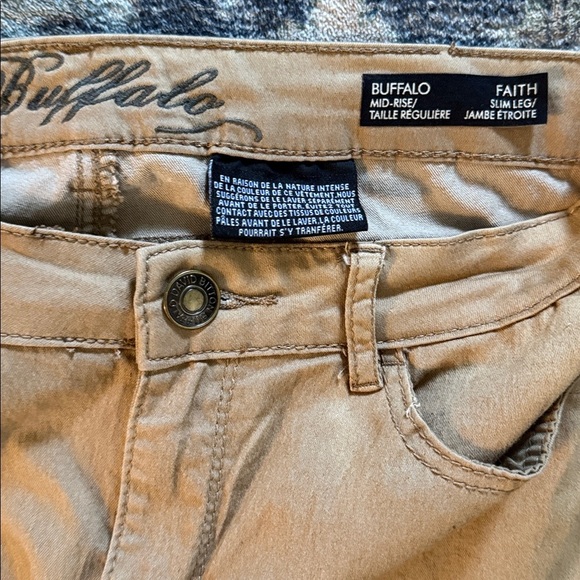 Buffalo
BUFFALO FAITH
MID-RISE/ SLIM LEG/
TAILLE RÉGULIÈRE JAMBE ÉTROITE
EN RAISON DE LA NATURE INTENSE
DE LA COULEUR DE CE VÊTEMENT, NOUS
SUGGÉRONS DE LE LAVER SÉPARÉMENT
AVANT DE LE PORTER. ÉVITEZ TOUT
CONTACT AVEC DES TISSUS DE COULEURS
PÂLES AVANT DE LAVER, LA COULEUR
POURRAIT S'Y TRANFÉRER.
DAVID